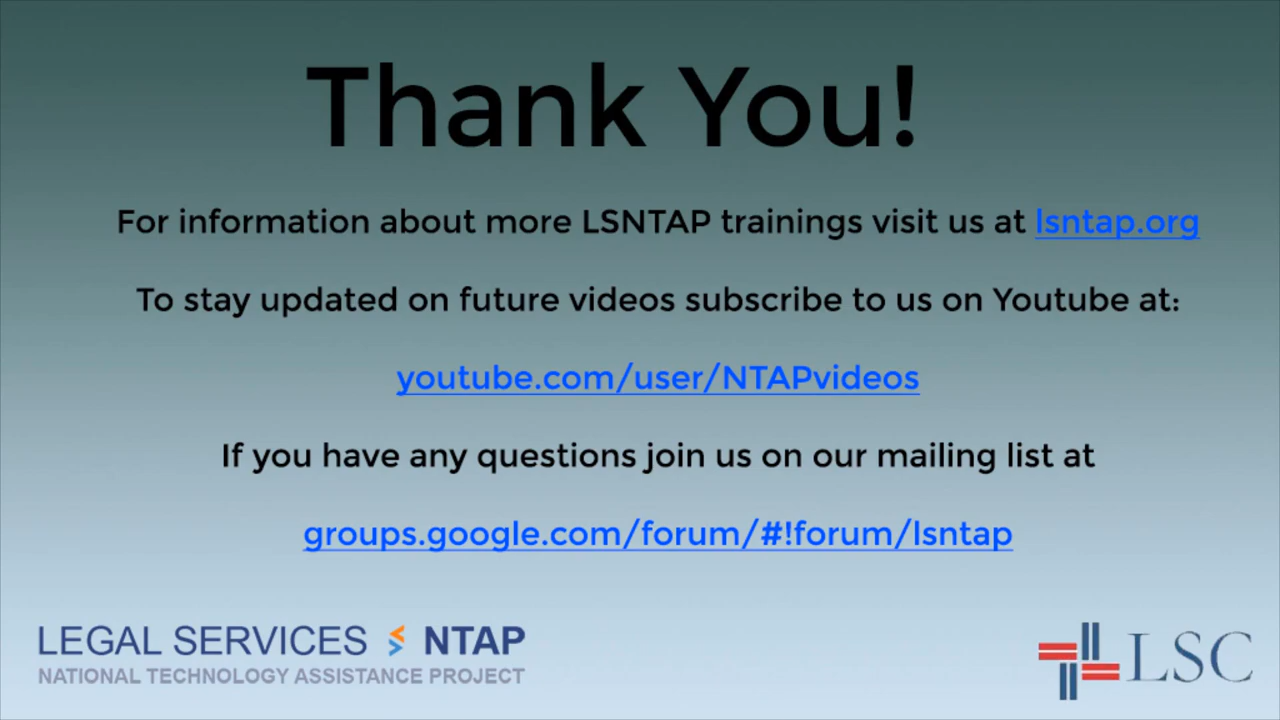 Thank You!
For information about more LSNTAP trainings visit us at lsntap.org
To stay updated on future videos subscribe to us on Youtube at:
youtube.com/user/NTAPvideos
If you have any questions join us on our mailing list at
groups.google.com/forum/#!forum/lsntap
LEGAL SERVICES NTAP
NATIONAL TECHNOLOGY ASSISTANCE PROJECT
LSC